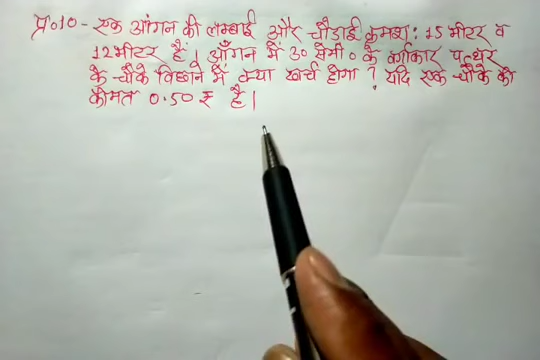 प्र०10- एक आंगन की लम्बाई और चौड़ाई क्रमश: 15 मीटर व
12 मीटर है। आँगन में 30 सेमी० के वर्गाकार पत्थर
के चौके बिछाने में क्या खर्च होगा ? यदि एक चौके की
कीमत 0.50 ₹ है।